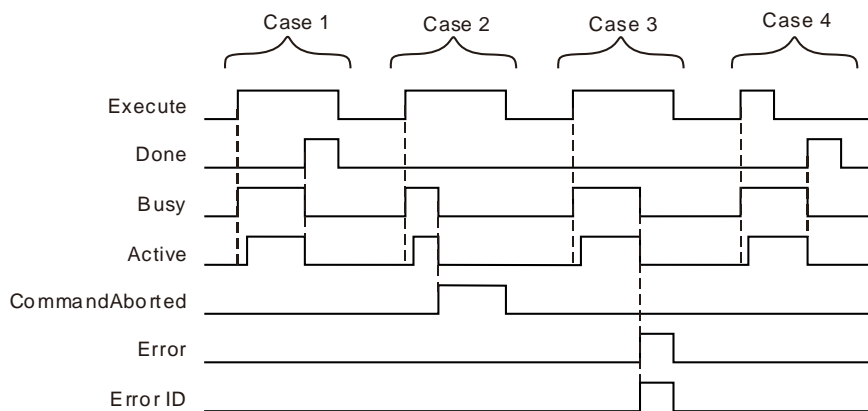 Case 1
Case 2
Case 3
Case 4
Execute
Done
Busy
Active
CommandAborted
Error
Error ID